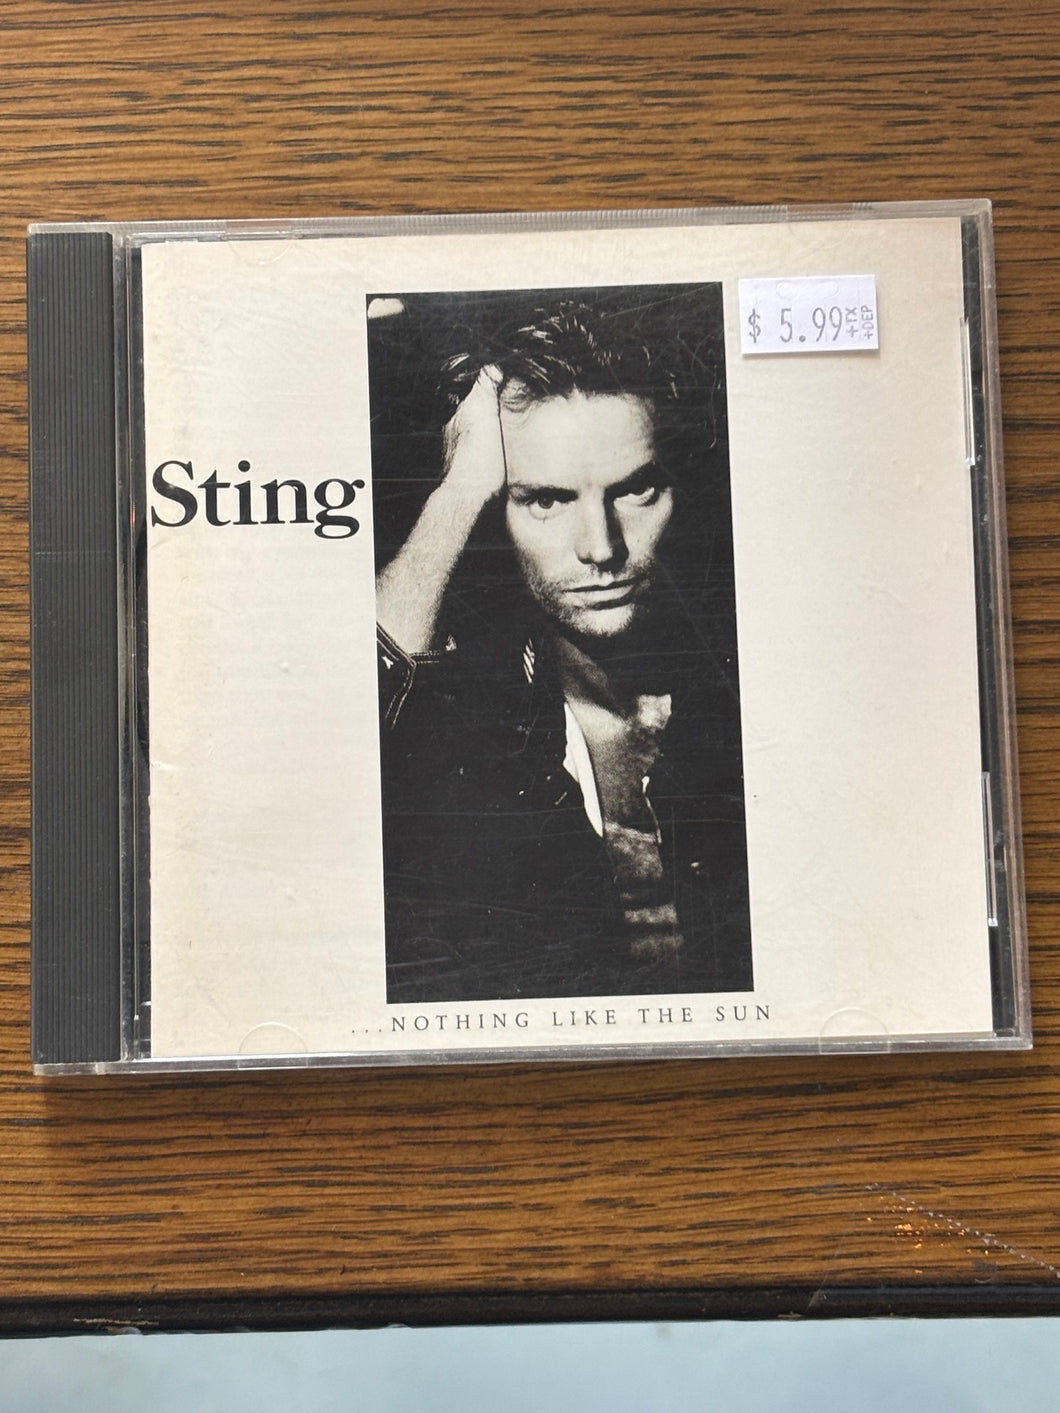 $ 5.99
+TX
+DEP
Sting
...NOTHING LIKE THE SUN